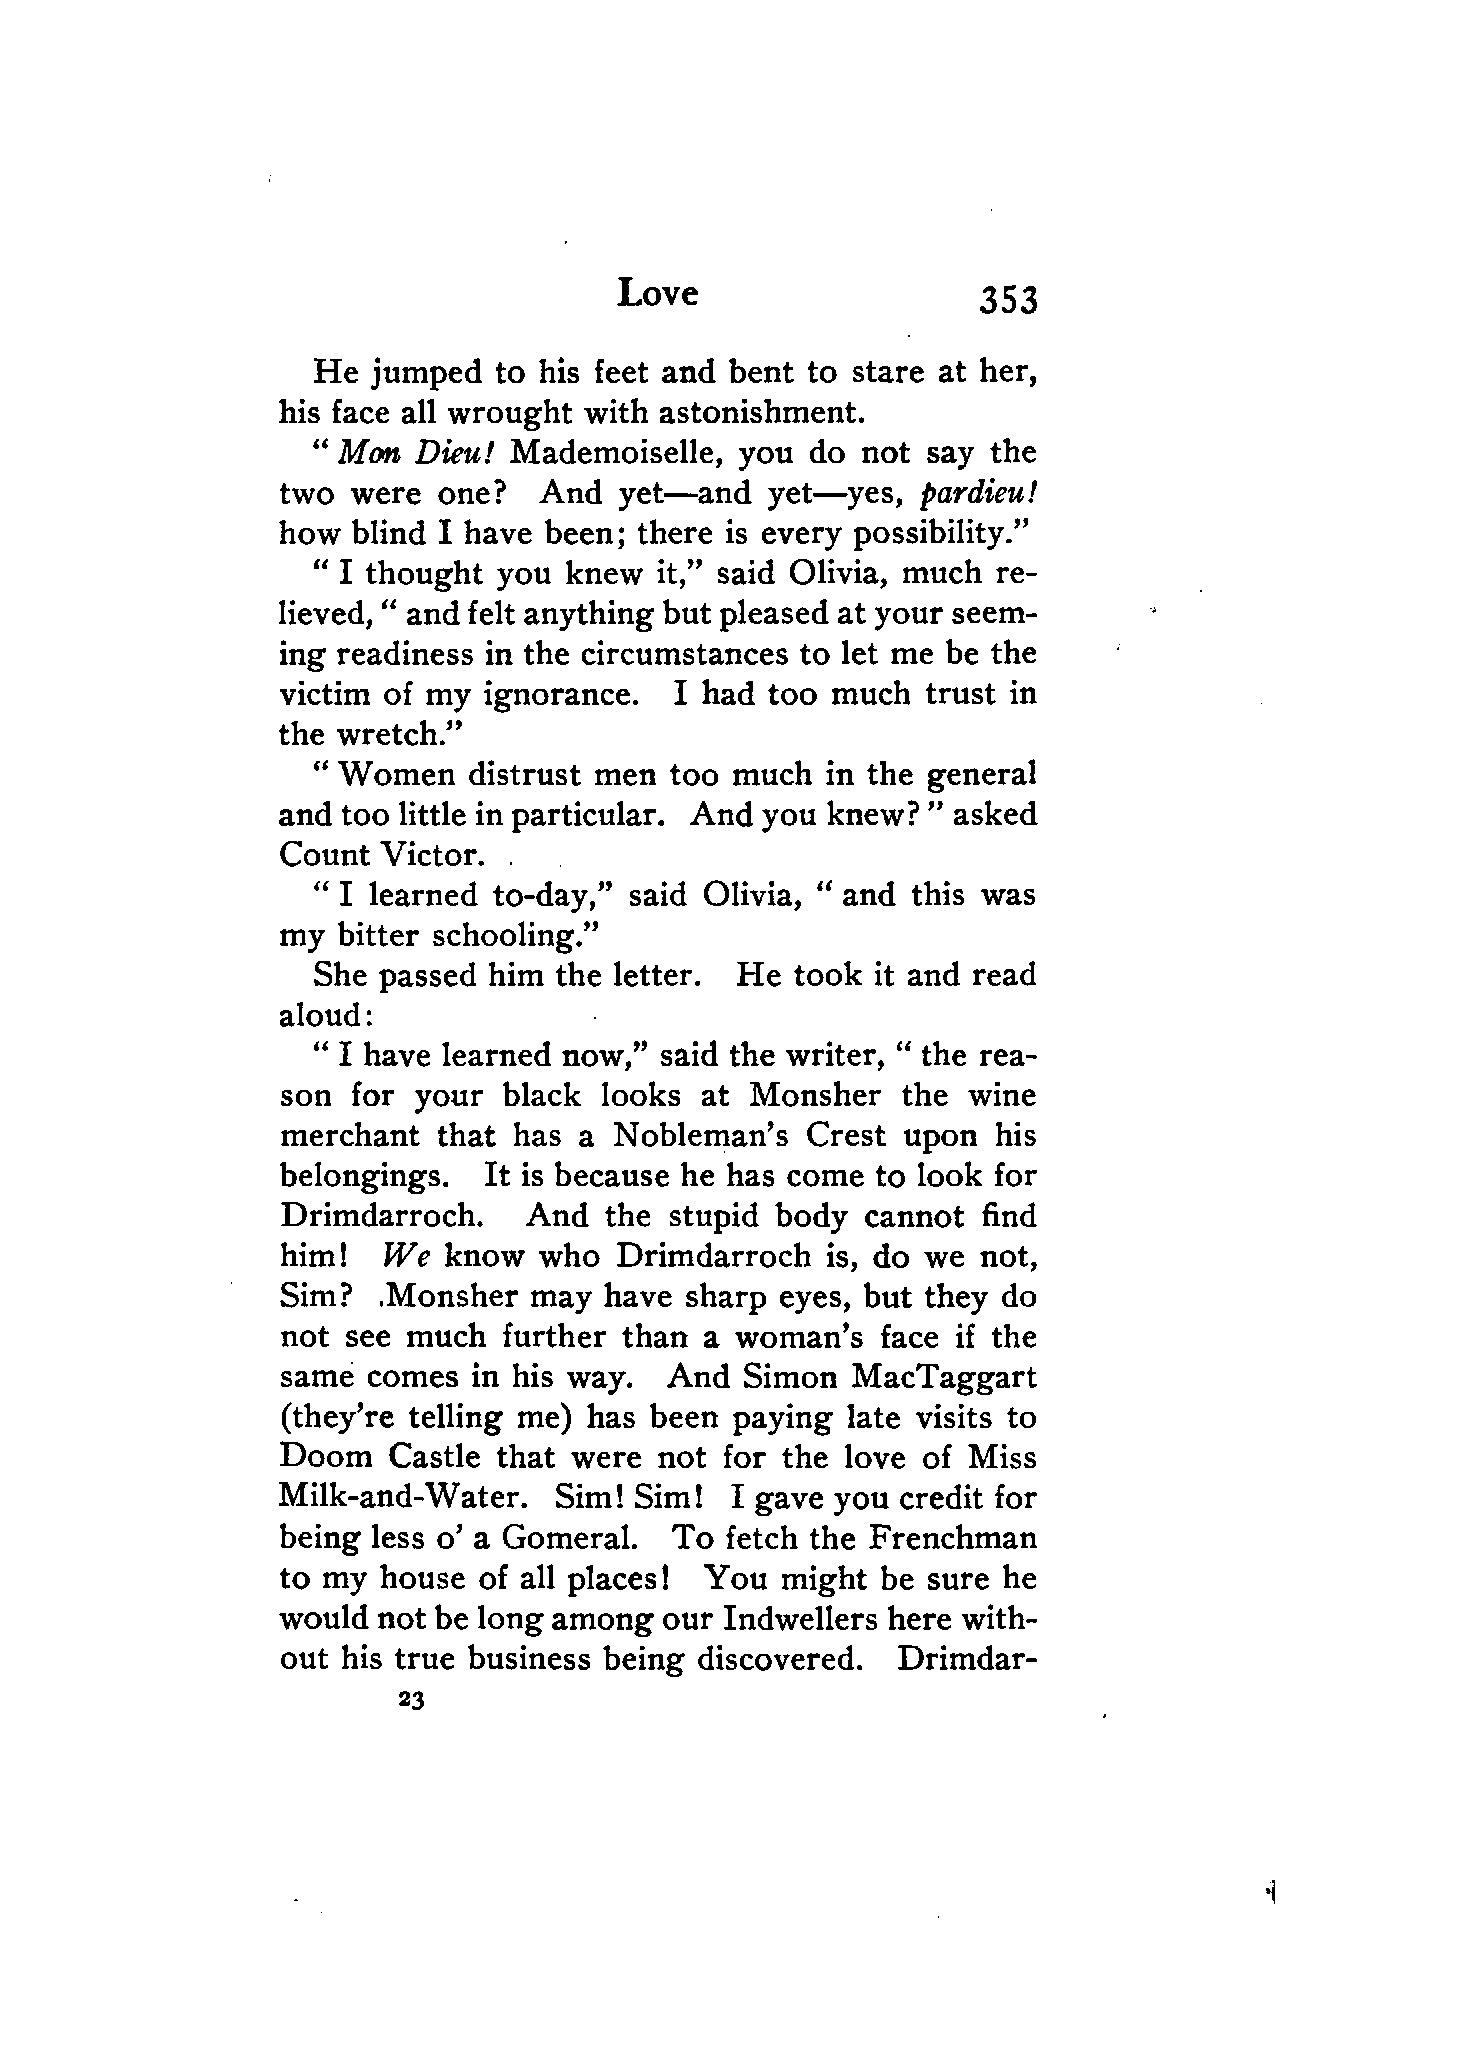 Love 353
He jumped to his feet and bent to stare at her,
his face all wrought with astonishment.
" Mon Dieu! Mademoiselle, you do not say the
two were one? And yet—and yet—yes, pardieu!
how blind I have been; there is every possibility."
" I thought you knew it," said Olivia, much re-
lieved, " and felt anything but pleased at your seem-
ing readiness in the circumstances to let me be the
victim of my ignorance. I had too much trust in
the wretch."
" Women distrust men too much in the general
and too little in particular. And you knew? " asked
Count Victor.
" I learned to-day," said Olivia, " and this was
my bitter schooling."
She passed him the letter. He took it and read
aloud:
" I have learned now," said the writer, " the rea-
son for your black looks at Monsher the wine
merchant that has a Nobleman's Crest upon his
belongings. It is because he has come to look for
Drimdarroch. And the stupid body cannot find
him! We know who Drimdarroch is, do we not,
Sim? Monsher may have sharp eyes, but they do
not see much further than a woman's face if the
same comes in his way. And Simon MacTaggart
(they're telling me) has been paying late visits to
Doom Castle that were not for the love of Miss
Milk-and-Water. Sim! Sim! I gave you credit for
being less o' a Gomeral. To fetch the Frenchman
to my house of all places! You might be sure he
would not be long among our Indwellers here with-
out his true business being discovered. Drimdar-
23